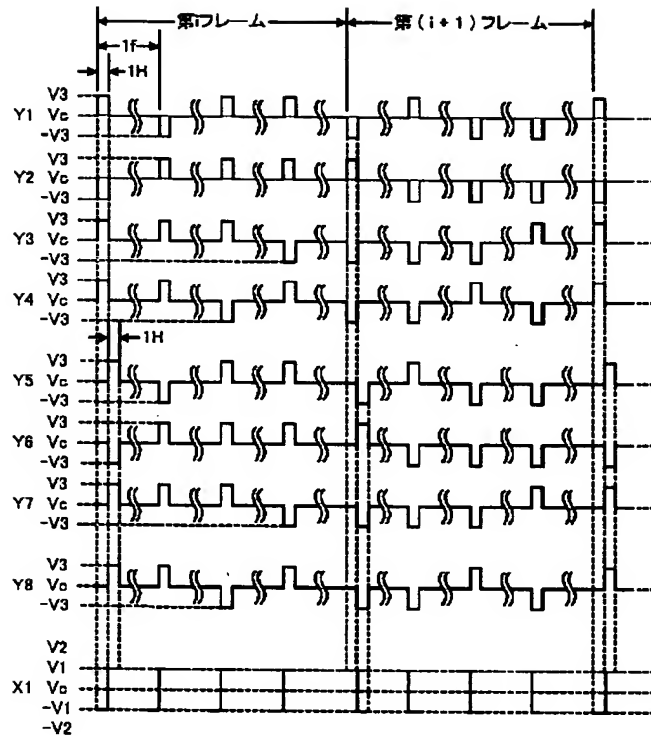 第iフレーム
第(i+1)フレーム
1f
1H
V3
Y1 Vc
-V3
V3
Y2 Vc
-V3
V3
Y3 Vc
-V3
V3
Y4 Vc
-V3
1H
V3
Y5 Vc
-V3
V3
Y6 Vc
-V3
V3
Y7 Vc
-V3
V3
Y8 Vc
-V3
V2
V1
X1 Vc
-V1
-V2